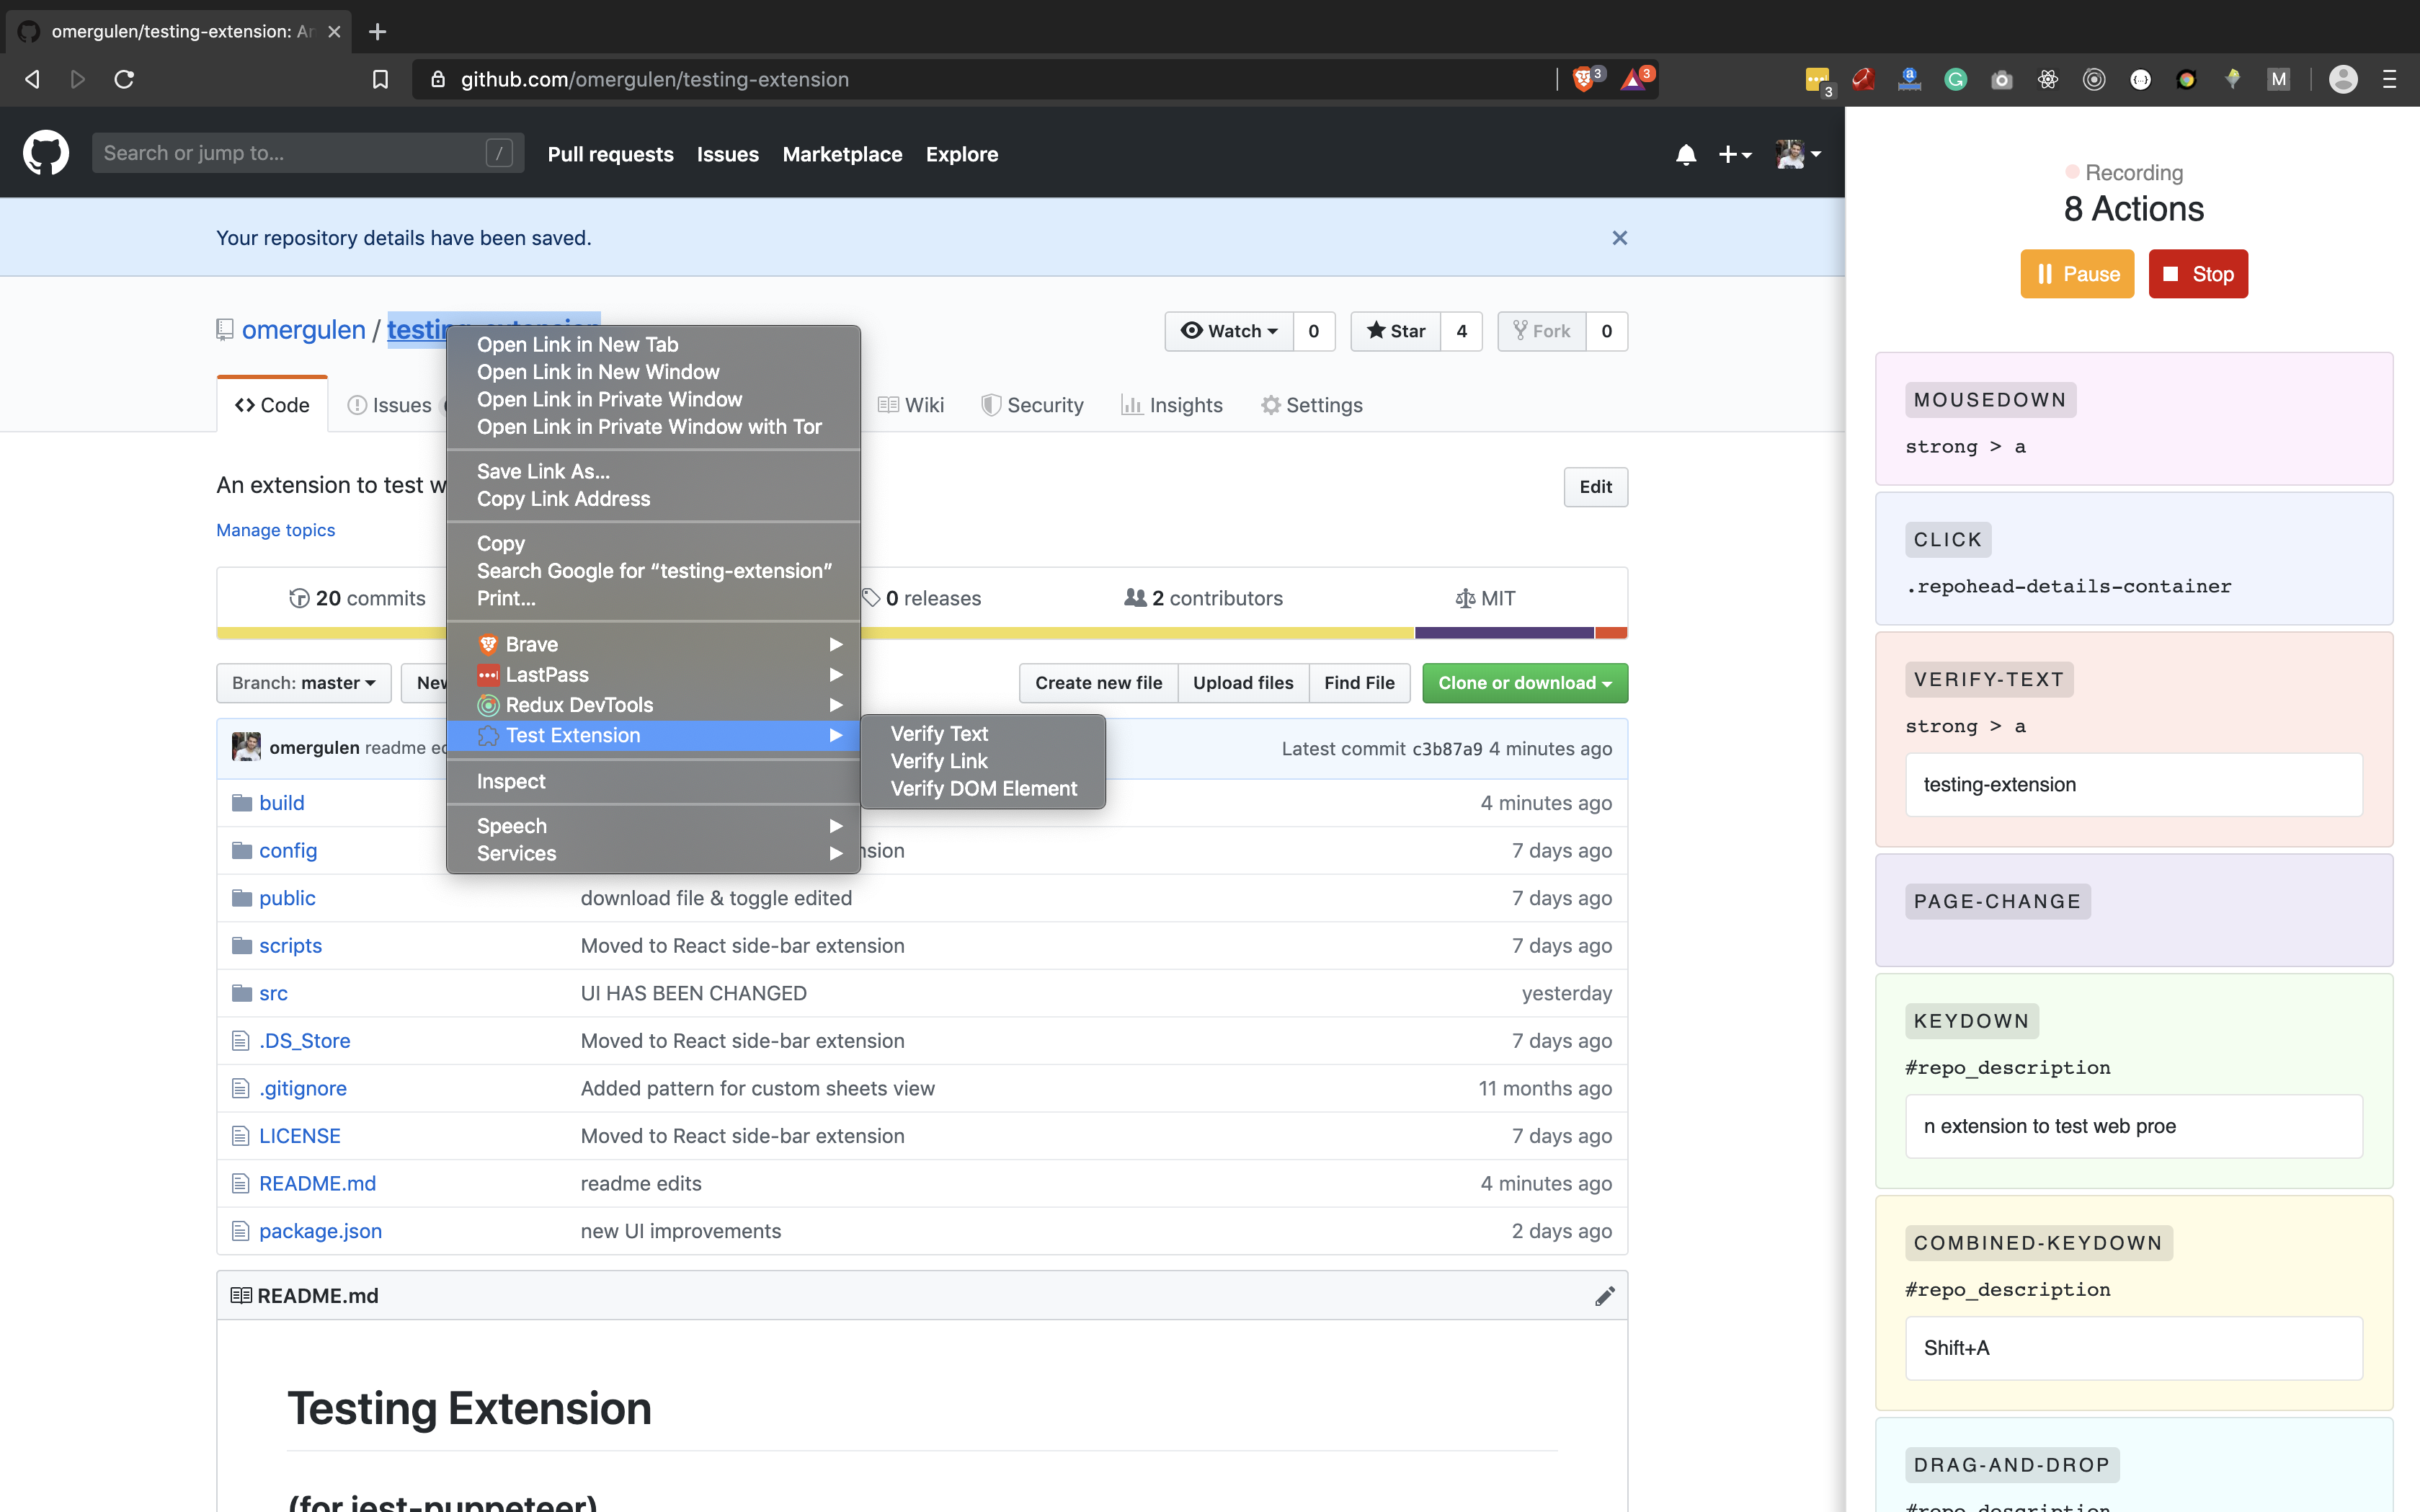 omergulen/testing-extension: An
github.com/omergulen/testing-extension
3
3
3
M
Search or jump to...
/
Pull requests
Issues
Marketplace
Explore
Your repository details have been saved.
omergulen / testing-extension
Watch
0
Star
4
Fork
0
Code
Issues
Wiki
Security
Insights
Settings
An extension to test w
Edit
Manage topics
20 commits
0 releases
2 contributors
MIT
Branch: master
New
Create new file
Upload files
Find File
Clone or download
omergulen readme ed
Latest commit c3b87a9 4 minutes ago
build
4 minutes ago
config
nsion
7 days ago
public
download file & toggle edited
7 days ago
scripts
Moved to React side-bar extension
7 days ago
src
UI HAS BEEN CHANGED
yesterday
.DS_Store
Moved to React side-bar extension
7 days ago
.gitignore
Added pattern for custom sheets view
11 months ago
LICENSE
Moved to React side-bar extension
7 days ago
README.md
readme edits
4 minutes ago
package.json
new UI improvements
2 days ago
README.md
Testing Extension
(for jest-puppeteer)
Open Link in New Tab
Open Link in New Window
Open Link in Private Window
Open Link in Private Window with Tor
Save Link As...
Copy Link Address
Copy
Search Google for “testing-extension”
Print...
Brave
LastPass
Redux DevTools
Test Extension
Inspect
Speech
Services
Verify Text
Verify Link
Verify DOM Element
Recording
8 Actions
Pause
Stop
MOUSEDOWN
strong > a
CLICK
.repohead-details-container
VERIFY-TEXT
strong > a
testing-extension
PAGE-CHANGE
KEYDOWN
#repo_description
n extension to test web proe
COMBINED-KEYDOWN
#repo_description
Shift+A
DRAG-AND-DROP
#repo_description